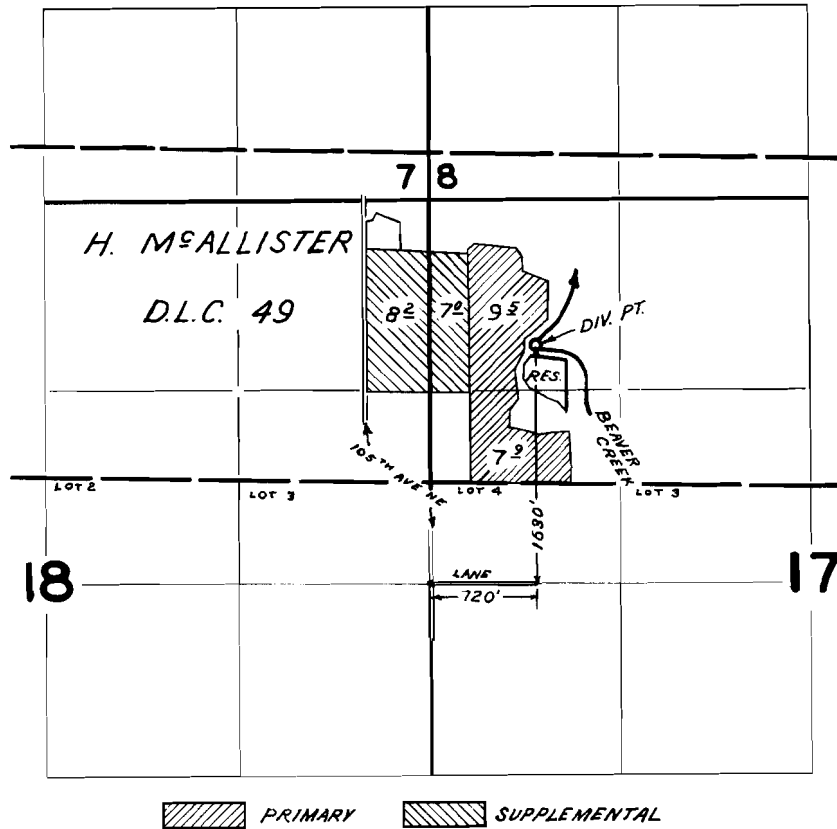 7 8
H. McALLISTER
D.L.C. 49
8 2
7 0
9 5
DIV. PT.
RES.
BEAVER
CREEK
7 9
105TH AVE NE
LOT 2
LOT 3
LOT 4
LOT 3
1630'
18
17
LANE
720'
PRIMARY
SUPPLEMENTAL